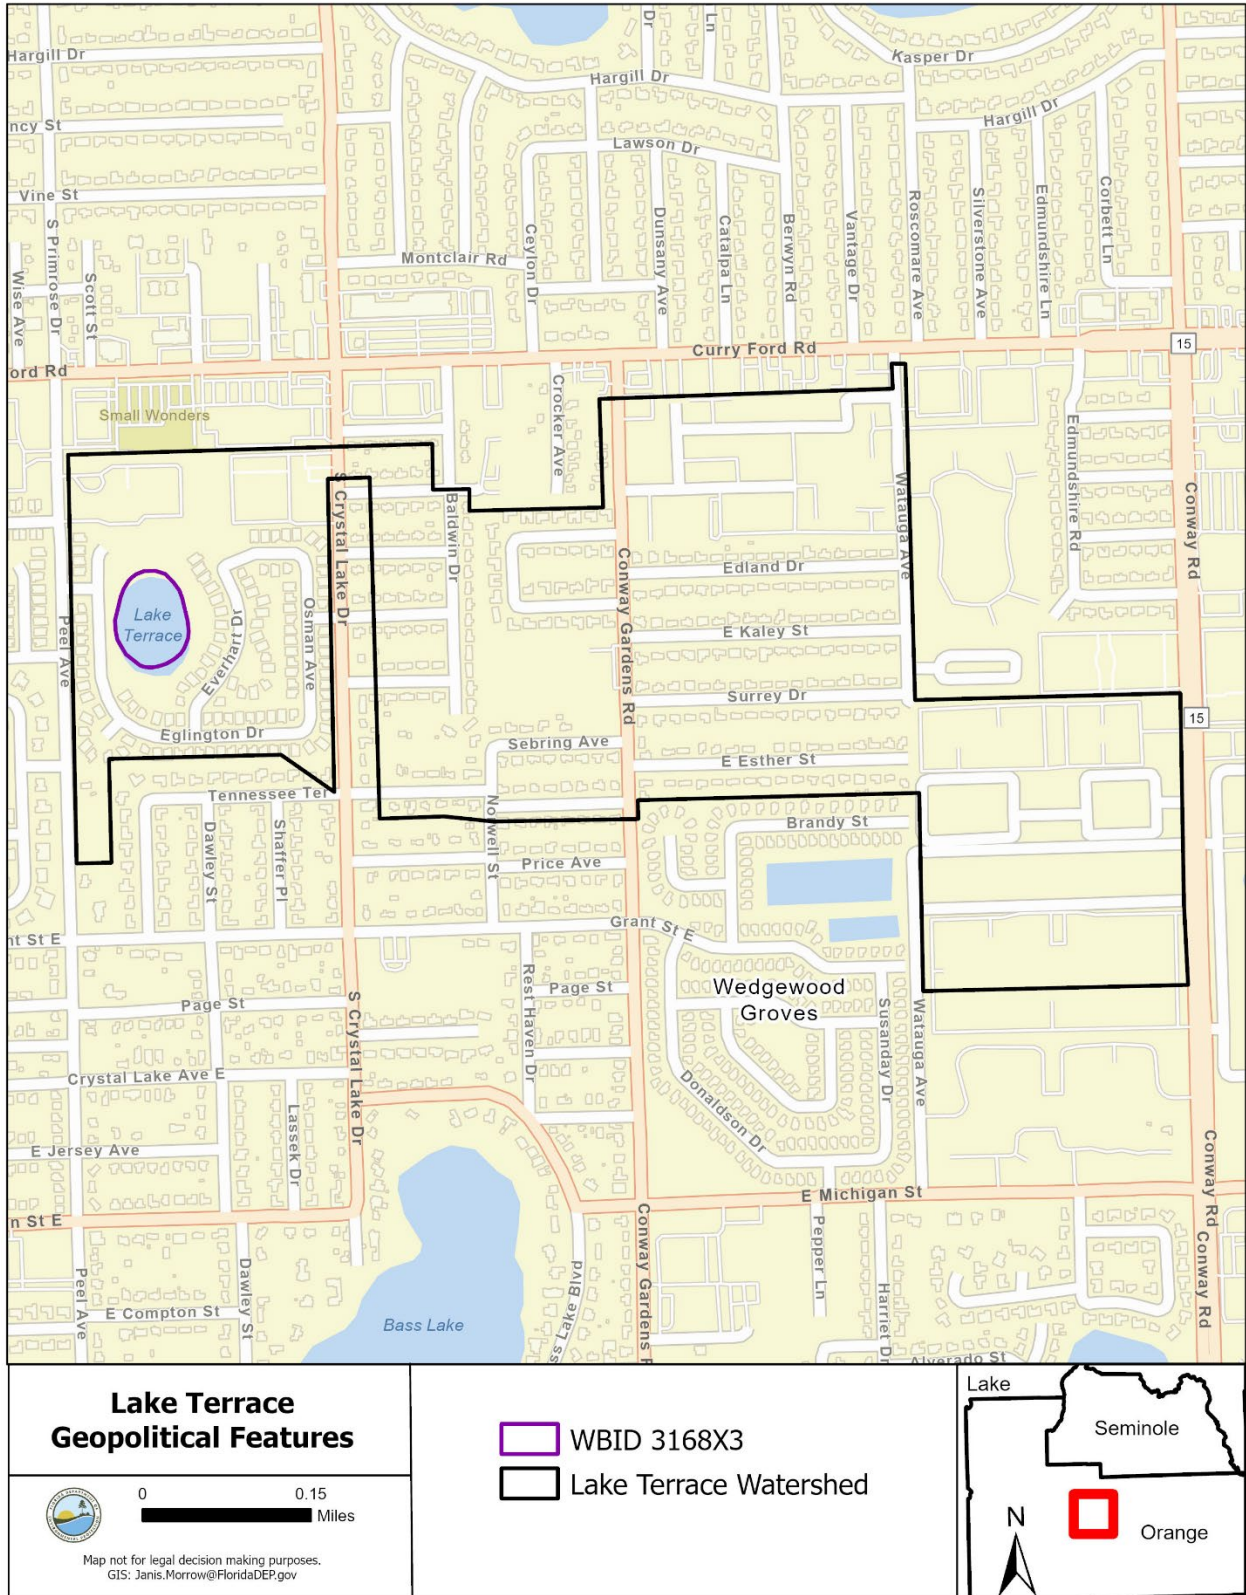 Dr
Ln
Kasper Dr
Hargill Dr
Hargill Dr
Hargill Dr
ncy St
Lawson Dr
Vine St
S Primrose Dr
Wise Ave
Scott St
Montclair Rd
Ceylon Dr
Dunsany Ave
Catalpa Ln
Berwyn Rd
Vantage Dr
Roscomare Ave
Silverstone Ave
Edmundshire Ln
Corbett Ln
ord Rd
Curry Ford Rd
15
Small Wonders
Crocker Ave
Edmundshire Rd
S Crystal Lake Dr
Baldwin Dr
Watauga Ave
Conway Rd
Conway Gardens Rd
Edland Dr
Lake
Terrace
Peel Ave
Everhart Dr
Osman Ave
E Kaley St
Surrey Dr
15
Eglington Dr
Sebring Ave
E Esther St
Tennessee Ter
Norwell St
Brandy St
Dawley St
Shaffer Pl
Price Ave
nt St E
Grant St E
Rest Haven Dr
Page St
Page St
Wedgewood
Groves
Susanday Dr
Watauga Ave
S Crystal Lake Dr
Crystal Lake Ave E
Donaldson Dr
Lassek Dr
E Jersey Ave
E Michigan St
Conway Rd
n St E
Peel Ave
Dawley St
E Compton St
Bass Lake
ss Lake Blvd
Conway Gardens R
Pepper Ln
Harriet Dr
Conway Rd
Alverado St
Lake Terrace
Geopolitical Features
0 0.15
Miles
Map not for legal decision making purposes.
GIS: Janis.Morrow@FloridaDEP.gov
WBID 3168X3
Lake Terrace Watershed
Lake
Seminole
N
Orange